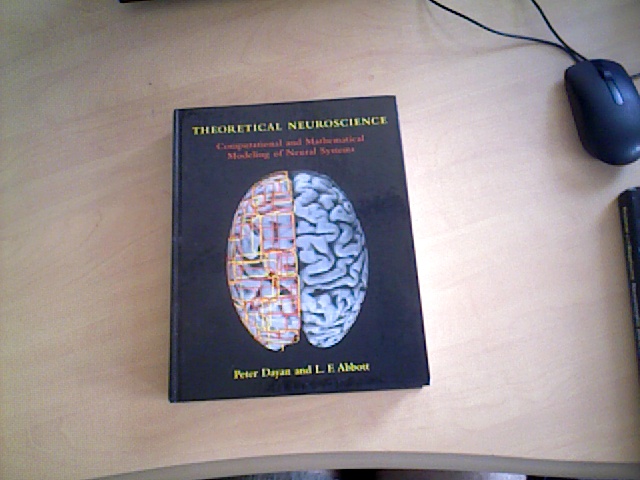 THEORETICAL NEUROSCIENCE
Computational and Mathematical
Modeling of Neural Systems
Peter Dayan and L. F. Abbott